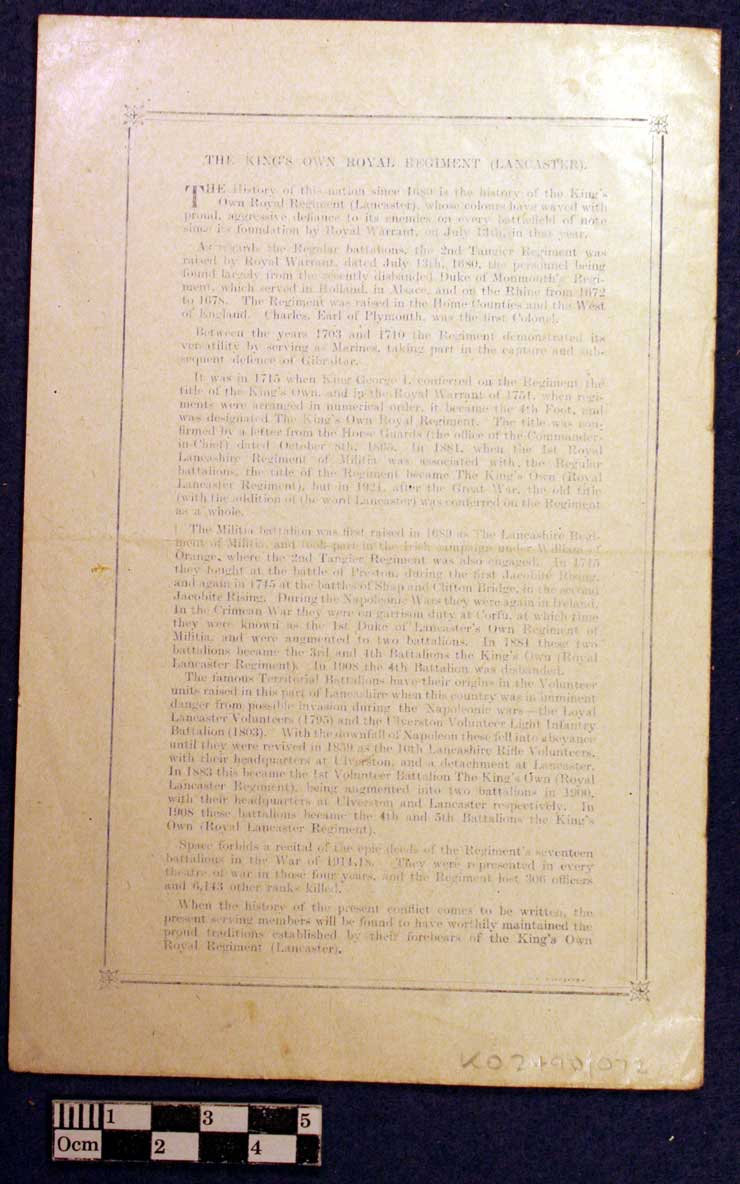 THE KING'S OWN ROYAL REGIMENT (LANCASTER).
THE History of this nation since 1680 is the history of the King's
Own Royal Regiment (Lancaster), whose colours have waved with
proud, aggressive defiance to its enemies on every battlefield of note
since its foundation by Royal Warrant, on July 13th, in that year.
As regards the Regular battalions, the 2nd Tangier Regiment was
raised by Royal Warrant, dated July 13th, 1680, the personnel being
found largely from the recently disbanded Duke of Monmouth's Regi-
ment, which served in Holland, in Alsace, and on the Rhine from 1672
to 1678. The Regiment was raised in the Home Counties and the West
of England. Charles, Earl of Plymouth, was the first Colonel.
Between the years 1703 and 1710 the Regiment demonstrated its
versatility by serving as Marines, taking part in the capture and sub-
sequent defence of Gibraltar.
It was in 1715 when King George I. conferred on the Regiment the
title of the King's Own, and in the Royal Warrant of 1751, when regi-
ments were arranged in numerical order, it became the 4th Foot, and
was designated The King's Own Royal Regiment. The title was con-
firmed by a letter from the Horse Guards (the office of the Commander-
in-Chief) dated October 8th, 1805. In 1881, when the 1st Royal
Lancashire Regiment of Militia was associated with the Regular
battalions, the title of the Regiment became The King's Own (Royal
Lancaster Regiment), but in 1921, after the Great War, the old title
(with the addition of the word Lancaster) was conferred on the Regiment
as a whole.
The Militia battalion was first raised in 1689 as The Lancashire Regi-
ment of Militia, and took part in the Irish campaign under William of
Orange, where the 2nd Tangier Regiment was also engaged. In 1715
they fought at the battle of Preston, during the first Jacobite Rising,
and again in 1745 at the battles of Shap and Clifton Bridge, in the second
Jacobite Rising. During the Napoleonic Wars they were again in Ireland.
In the Crimean War they were on garrison duty at Corfu, at which time
they were known as the 1st Duke of Lancaster's Own Regiment of
Militia, and were augmented to two battalions. In 1881 these two
battalions became the 3rd and 4th Battalions the King's Own (Royal
Lancaster Regiment). In 1908 the 4th Battalion was disbanded.
The famous Territorial Battalions have their origins in the Volunteer
units raised in this part of Lancashire when this country was in imminent
danger from possible invasion during the Napoleonic wars—the Loyal
Lancaster Volunteers (1795) and the Ulverston Volunteer Light Infantry
Battalion (1803). With the downfall of Napoleon these fell into abeyance
until they were revived in 1859 as the 10th Lancashire Rifle Volunteers,
with their headquarters at Ulverston, and a detachment at Lancaster.
In 1883 this became the 1st Volunteer Battalion The King's Own (Royal
Lancaster Regiment), being augmented into two battalions in 1900,
with their headquarters at Ulverston and Lancaster respectively. In
1908 these battalions became the 4th and 5th Battalions the King's
Own (Royal Lancaster Regiment).
Space forbids a recital of the epic deeds of the Regiment's seventeen
battalions in the War of 1914-18. They were represented in every
theatre of war in those four years, and the Regiment lost 306 officers
and 6,143 other ranks killed.
When the history of the present conflict comes to be written, the
present serving members will be found to have worthily maintained the
proud traditions established by their forebears of the King's Own
Royal Regiment (Lancaster).
1 3 5
0cm 2 4